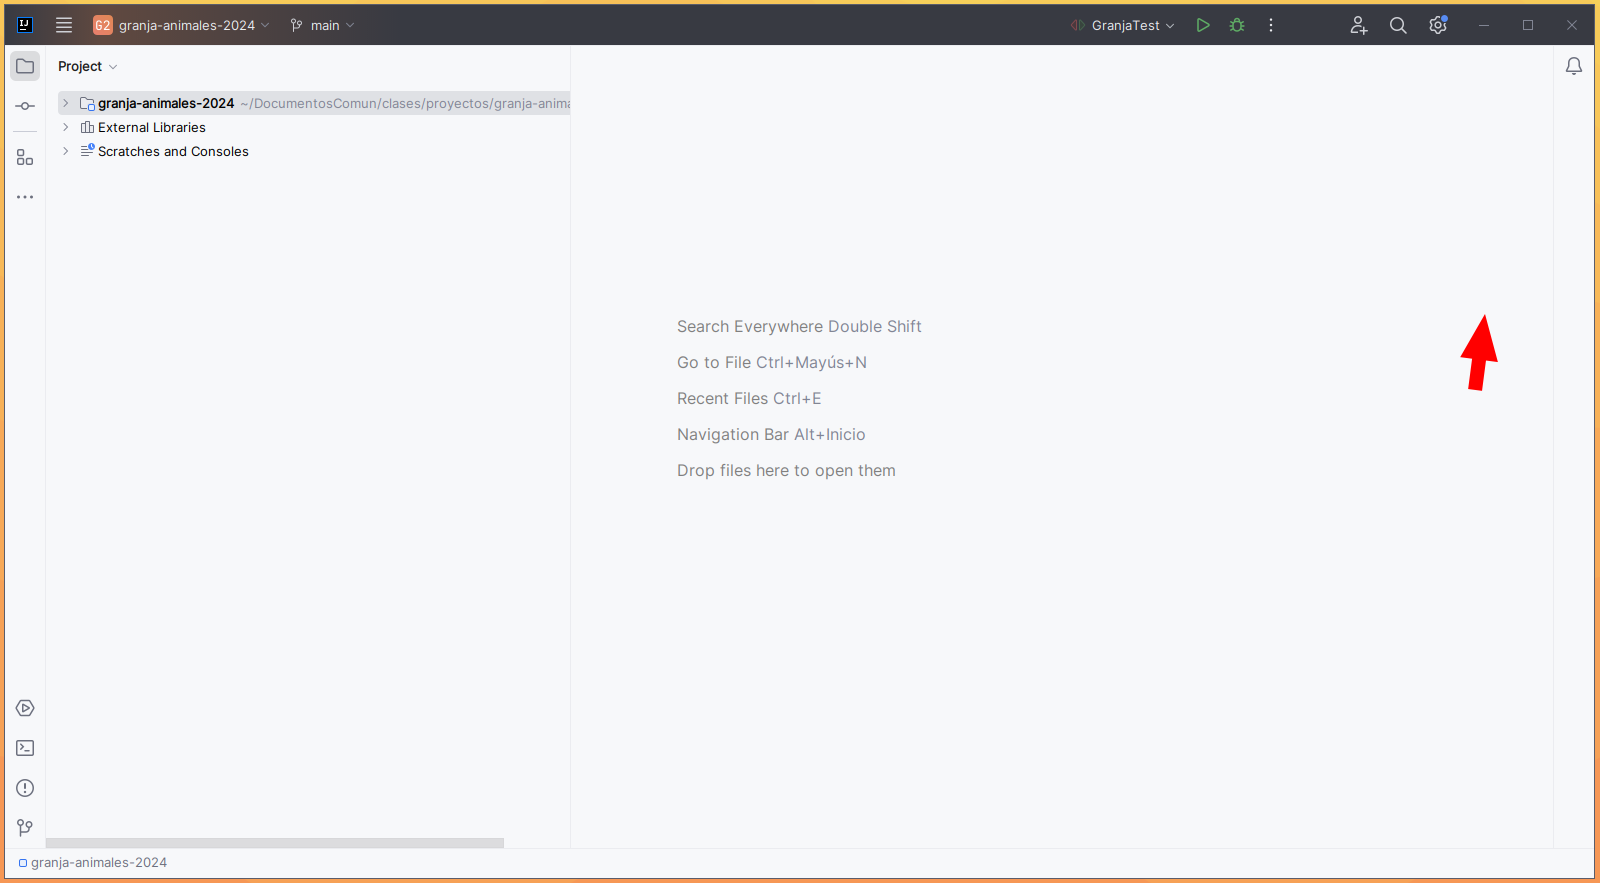 IJ
G2 granja-animales-2024 main GranjaTest
Project
granja-animales-2024 ~/DocumentosComun/clases/proyectos/granja-anima
External Libraries
Scratches and Consoles
Search Everywhere Double Shift
Go to File Ctrl+Mayús+N
Recent Files Ctrl+E
Navigation Bar Alt+Inicio
Drop files here to open them
granja-animales-2024